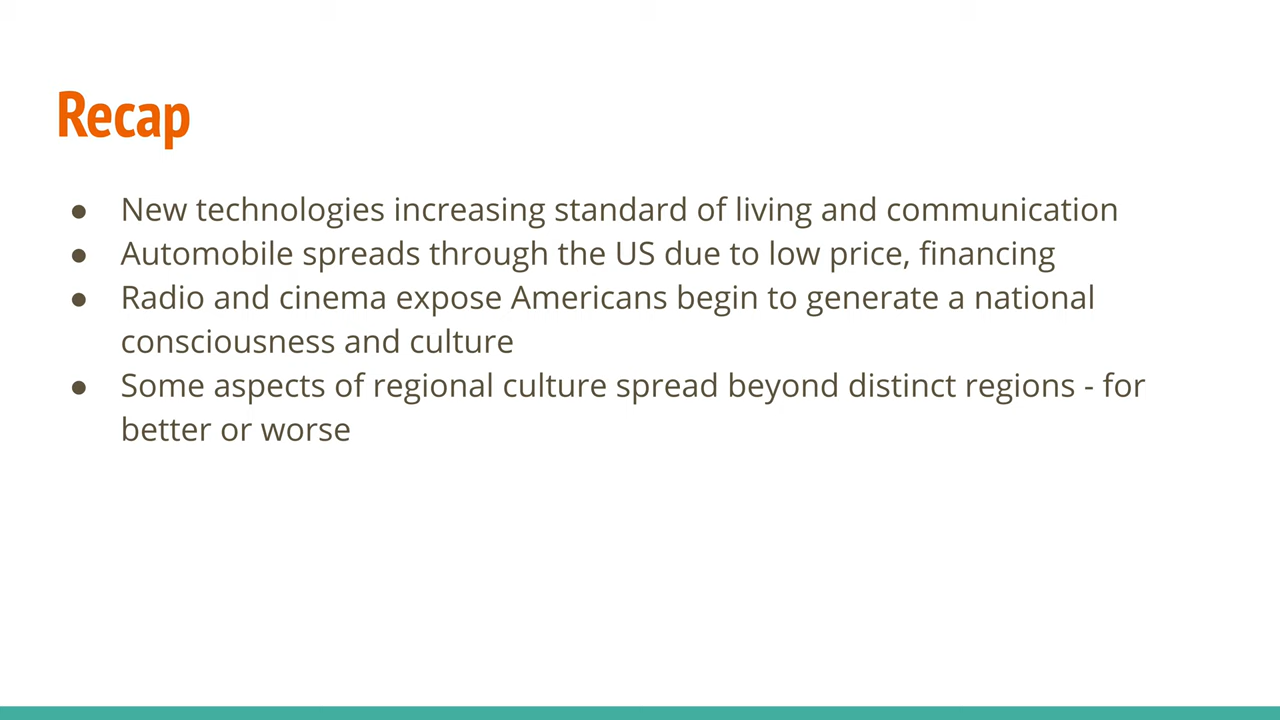 Recap
● New technologies increasing standard of living and communication
● Automobile spreads through the US due to low price, financing
● Radio and cinema expose Americans begin to generate a national
consciousness and culture
● Some aspects of regional culture spread beyond distinct regions - for
better or worse